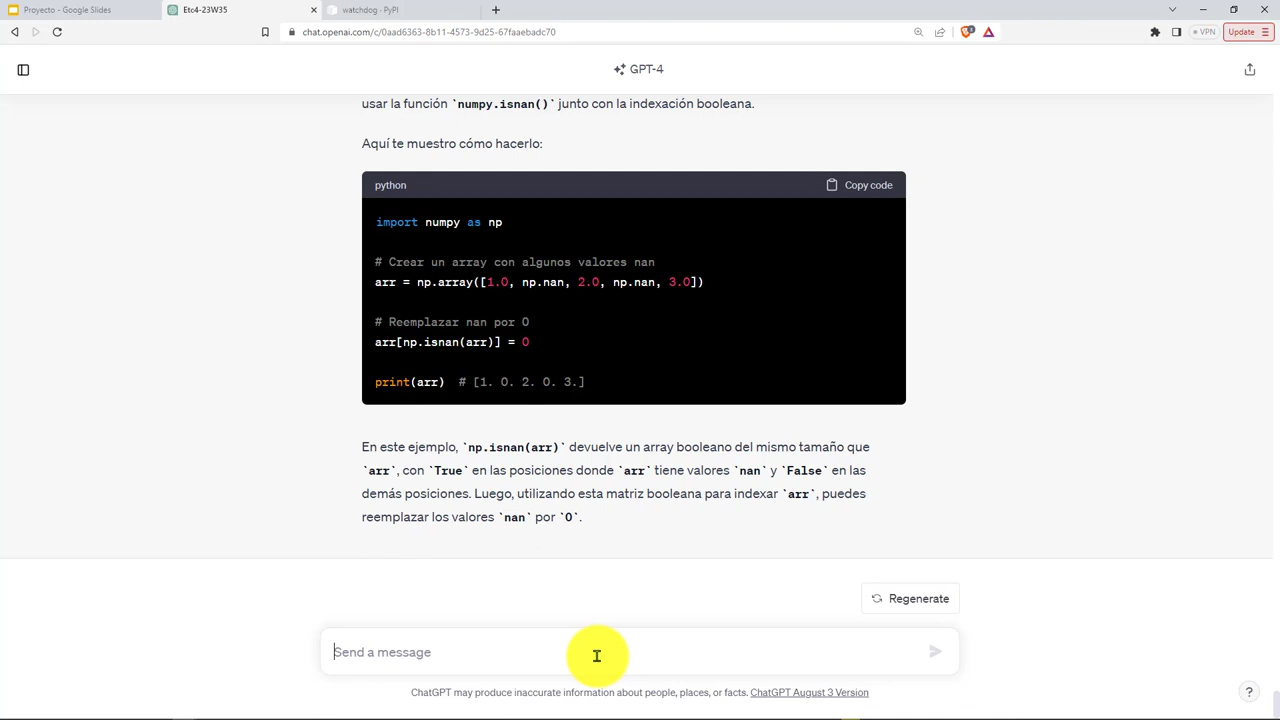 Proyecto - Google Slides
Etc4-23W35
watchdog · PyPI
chat.openai.com/c/0aad6363-8b11-4573-9d25-67faaebadc70
VPN
Update
GPT-4
usar la función `numpy.isnan()` junto con la indexación booleana.
Aquí te muestro cómo hacerlo:
python
Copy code
import numpy as np
# Crear un array con algunos valores nan
arr = np.array([1.0, np.nan, 2.0, np.nan, 3.0])
# Reemplazar nan por 0
arr[np.isnan(arr)] = 0
print(arr)  # [1. 0. 2. 0. 3.]
En este ejemplo, `np.isnan(arr)` devuelve un array booleano del mismo tamaño que
`arr`, con `True` en las posiciones donde `arr` tiene valores `nan` y `False` en las
demás posiciones. Luego, utilizando esta matriz booleana para indexar `arr`, puedes
reemplazar los valores `nan` por `0`.
Regenerate
Send a message
ChatGPT may produce inaccurate information about people, places, or facts. ChatGPT August 3 Version
?